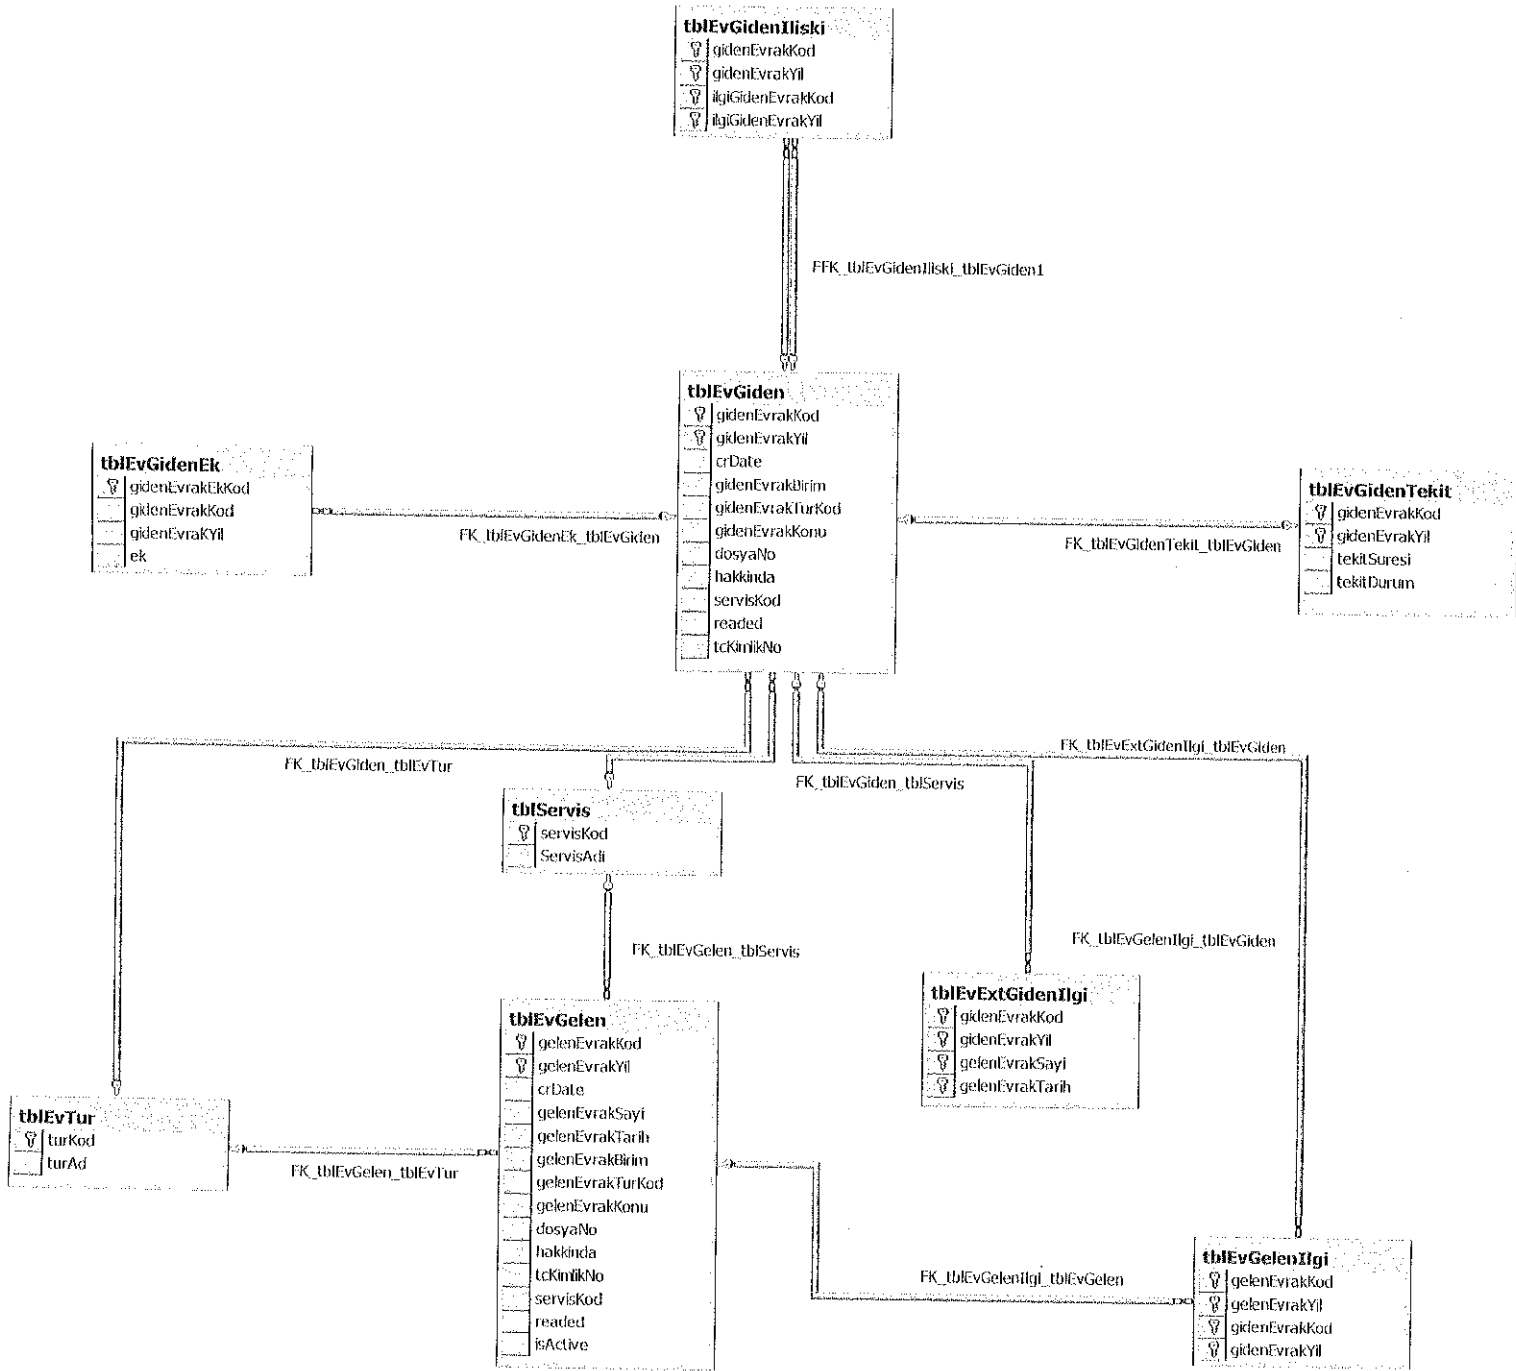 tblEvGidenIliski
gidenEvrakKod
gidenEvrakYil
ilgiGidenEvrakKod
ilgiGidenEvrakYil
FFK_tblEvGidenIliski_tblEvGiden1
tblEvGiden
gidenEvrakKod
gidenEvrakYil
crDate
gidenEvrakBirim
gidenEvrakTurKod
gidenEvrakKonu
dosyaNo
hakkinda
servisKod
readed
tcKimlikNo
tblEvGidenEk
gidenEvrakEkKod
gidenEvrakKod
gidenEvraKYil
ek
FK_tblEvGidenEk_tblEvGiden
tblEvGidenTekit
gidenEvrakKod
gidenEvrakYil
tekitSuresi
tekitDurum
FK_tblEvGidenTekit_tblEvGiden
FK_tblEvGiden_tblEvTur
FK_tblEvGiden_tblServis
FK_tblEvExtGidenIlgi_tblEvGiden
tblServis
servisKod
ServisAdi
FK_tblEvGelen_tblServis
FK_tblEvGelenIlgi_tblEvGiden
tblEvExtGidenIlgi
gidenEvrakKod
gidenEvrakYil
gelenEvrakSayi
gelenEvrakTarih
tblEvGelen
gelenEvrakKod
gelenEvrakYil
crDate
gelenEvrakSayi
gelenEvrakTarih
gelenEvrakBirim
gelenEvrakTurKod
gelenEvrakKonu
dosyaNo
hakkinda
tcKimlikNo
servisKod
readed
isActive
tblEvTur
turKod
turAd
FK_tblEvGelen_tblEvTur
FK_tblEvGelenIlgi_tblEvGelen
tblEvGelenIlgi
gelenEvrakKod
gelenEvrakYil
gidenEvrakKod
gidenEvrakYil